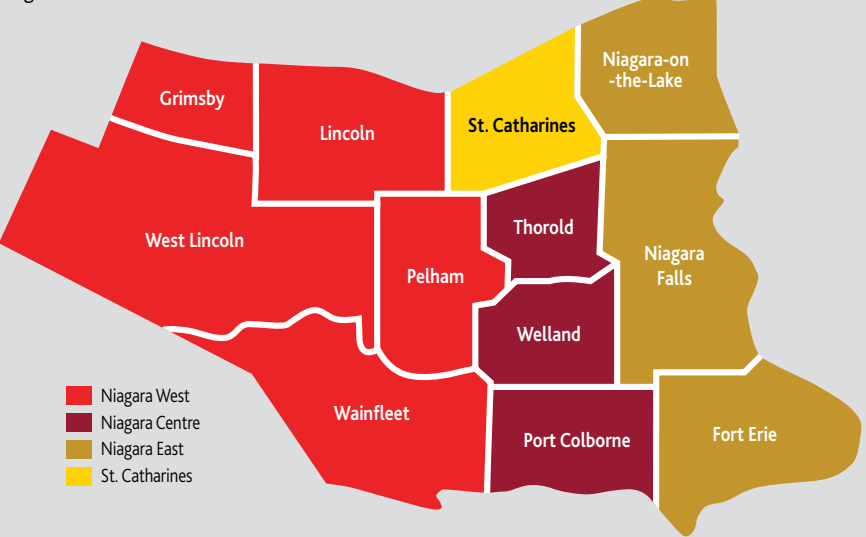 Niagara-on
-the-Lake
Grimsby
Lincoln
St. Catharines
West Lincoln
Thorold
Niagara
Falls
Pelham
Welland
Wainfleet
Port Colborne
Fort Erie
Niagara West
Niagara Centre
Niagara East
St. Catharines